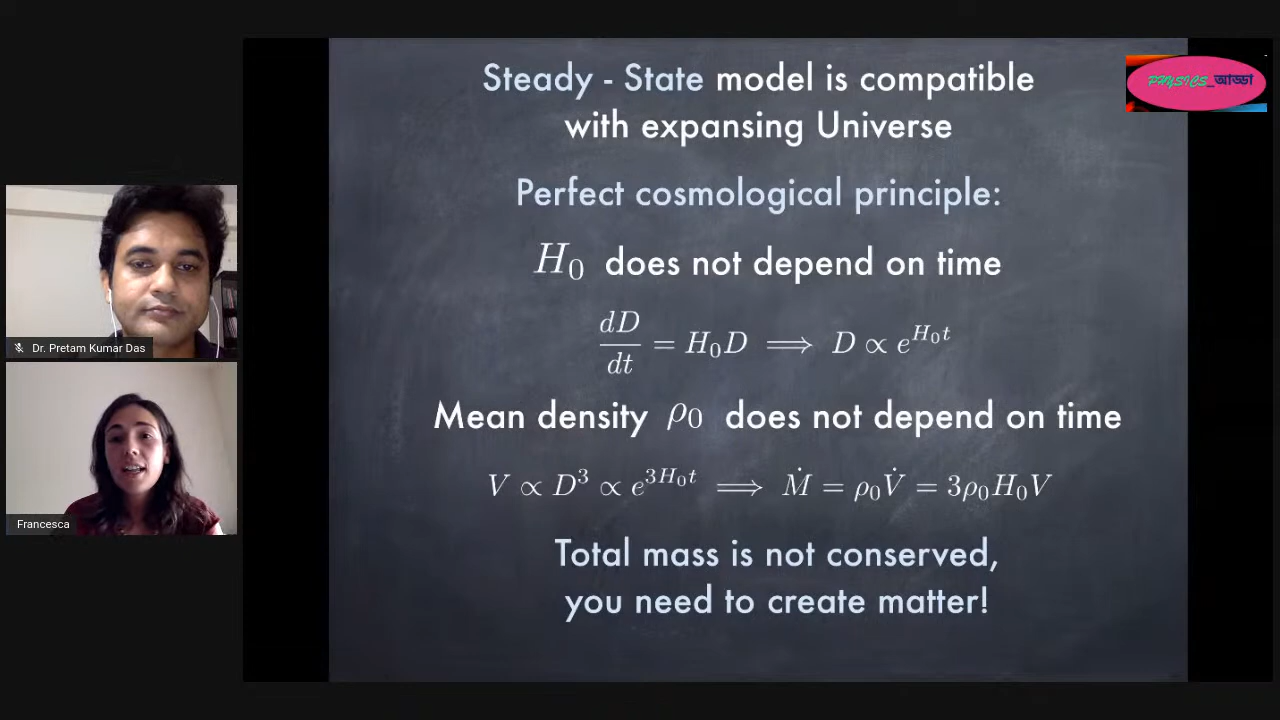 Steady - State model is compatible
with expansing Universe
PHYSICS_আড্ডা
Perfect cosmological principle:
H₀ does not depend on time
dD/dt = H₀D ⟹ D ∝ e^{H₀t}
Mean density ρ₀ does not depend on time
V ∝ D³ ∝ e^{3H₀t} ⟹ Ṁ = ρ₀V̇ = 3ρ₀H₀V
Total mass is not conserved,
you need to create matter!
Dr. Pretam Kumar Das
Francesca